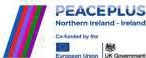 PEACEPLUS
Northern Ireland - Ireland
Co-funded by the
European Union
UK Government